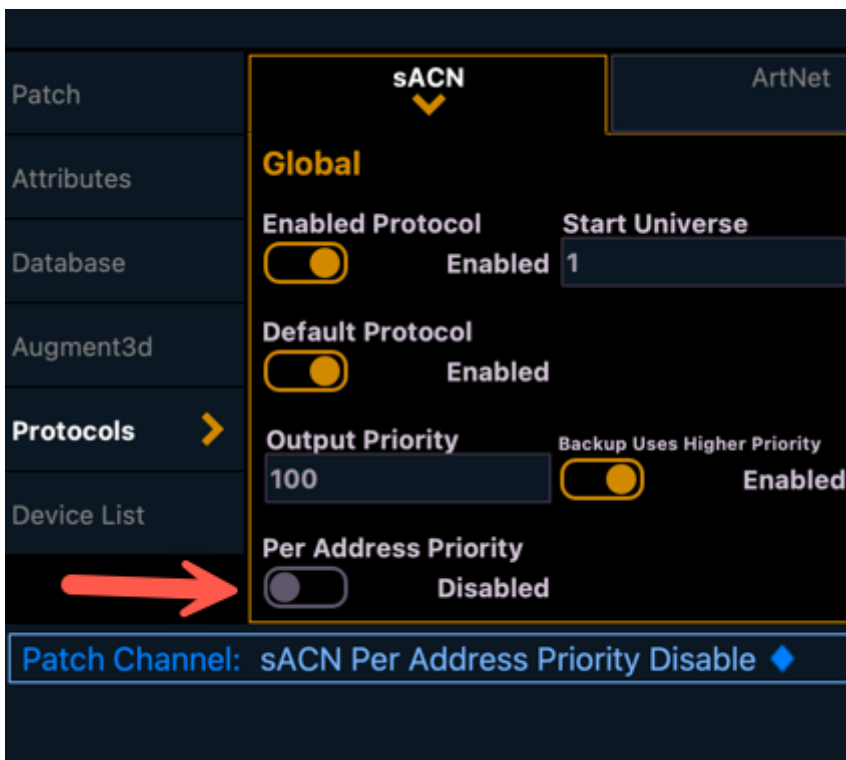 Patch
Attributes
Database
Augment3d
Protocols
Device List
sACN
ArtNet
Global
Enabled Protocol
Enabled
Start Universe
1
Default Protocol
Enabled
Output Priority
100
Backup Uses Higher Priority
Enabled
Per Address Priority
Disabled
Patch Channel: sACN Per Address Priority Disable